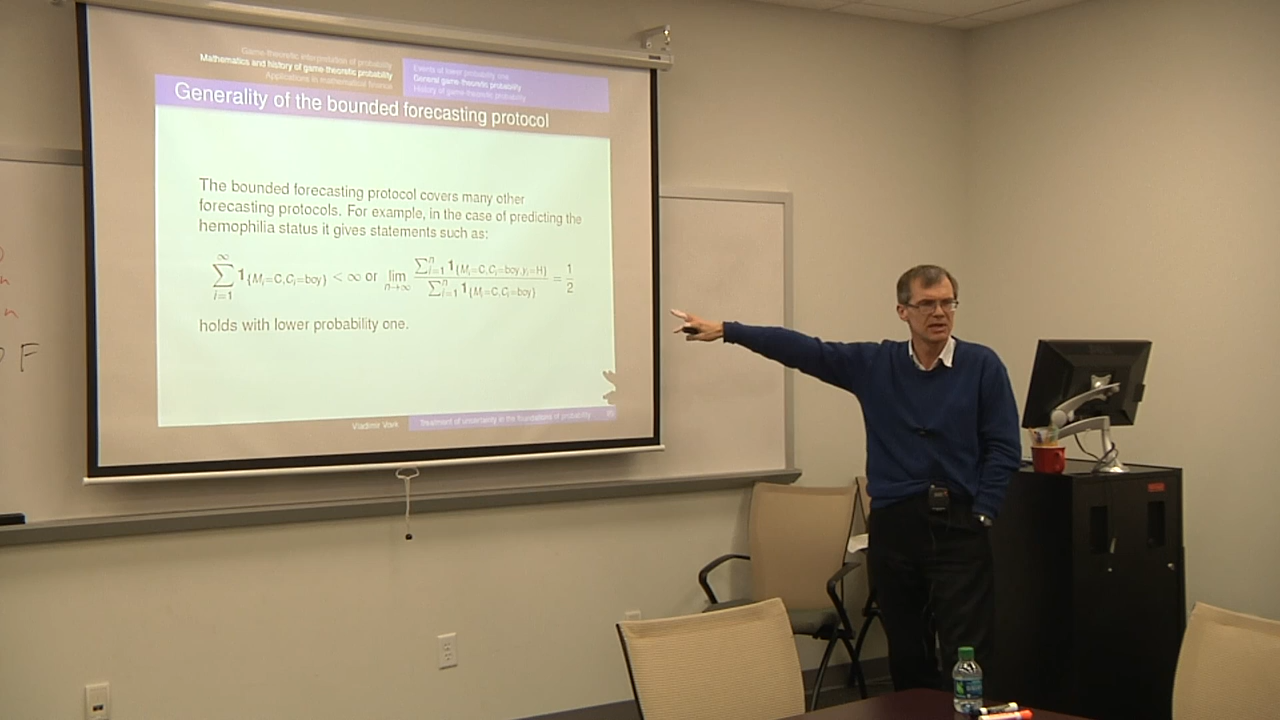 Game-theoretic interpretation of probability
Mathematics and history of game-theoretic probability
Applications in mathematical finance
Events of lower probability one
General game-theoretic probability
History of game-theoretic probability
Generality of the bounded forecasting protocol
The bounded forecasting protocol covers many other
forecasting protocols. For example, in the case of predicting the
hemophilia status it gives statements such as:
∑_{i=1}^{∞} 1_{{M_i=C,C_i=boy}} < ∞ or lim_{n→∞} ∑_{i=1}^{n} 1_{{M_i=C,C_i=boy,y_i=H}} / ∑_{i=1}^{n} 1_{{M_i=C,C_i=boy}} = 1/2
holds with lower probability one.
Vladimir Vovk
Treatment of uncertainty in the foundations of probability
F